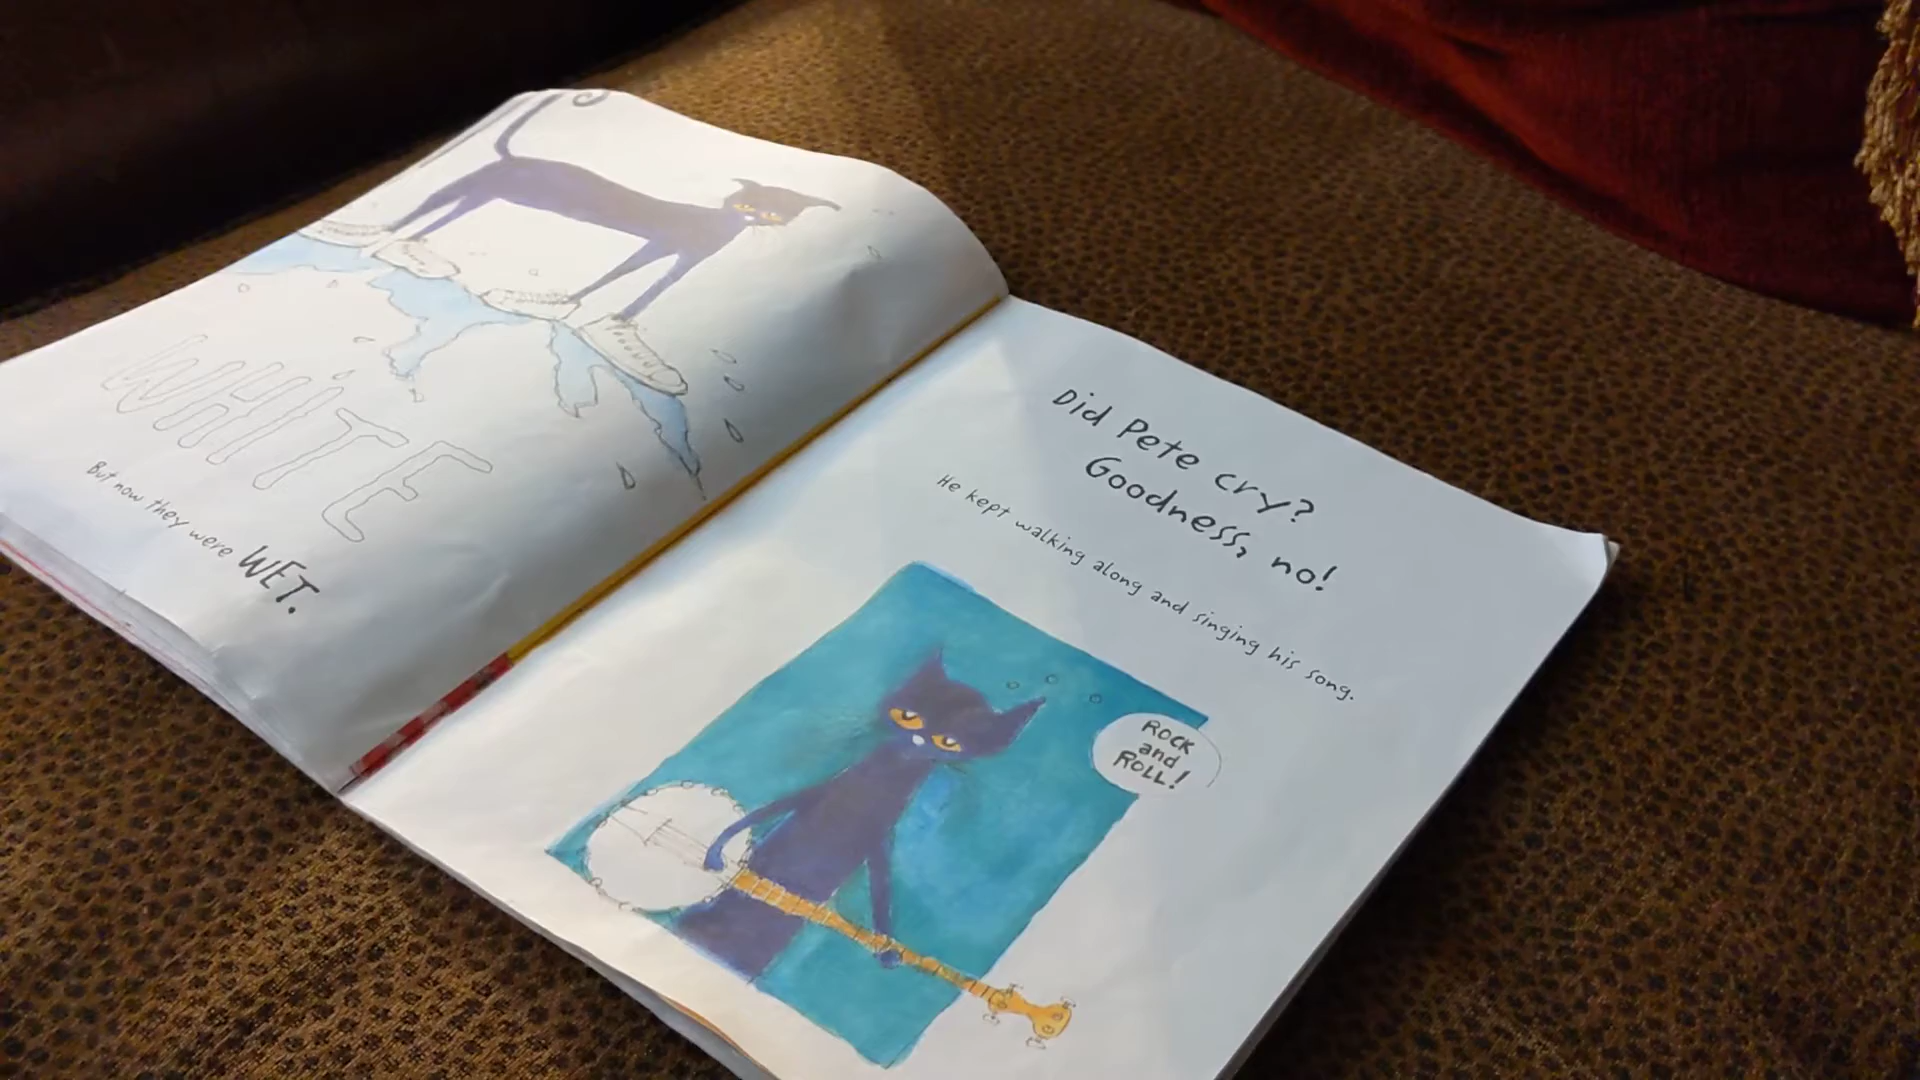 WHITE
But now they were WET.
Did Pete cry?
Goodness, no!
He kept walking along and singing his song.
ROCK
and
ROLL!